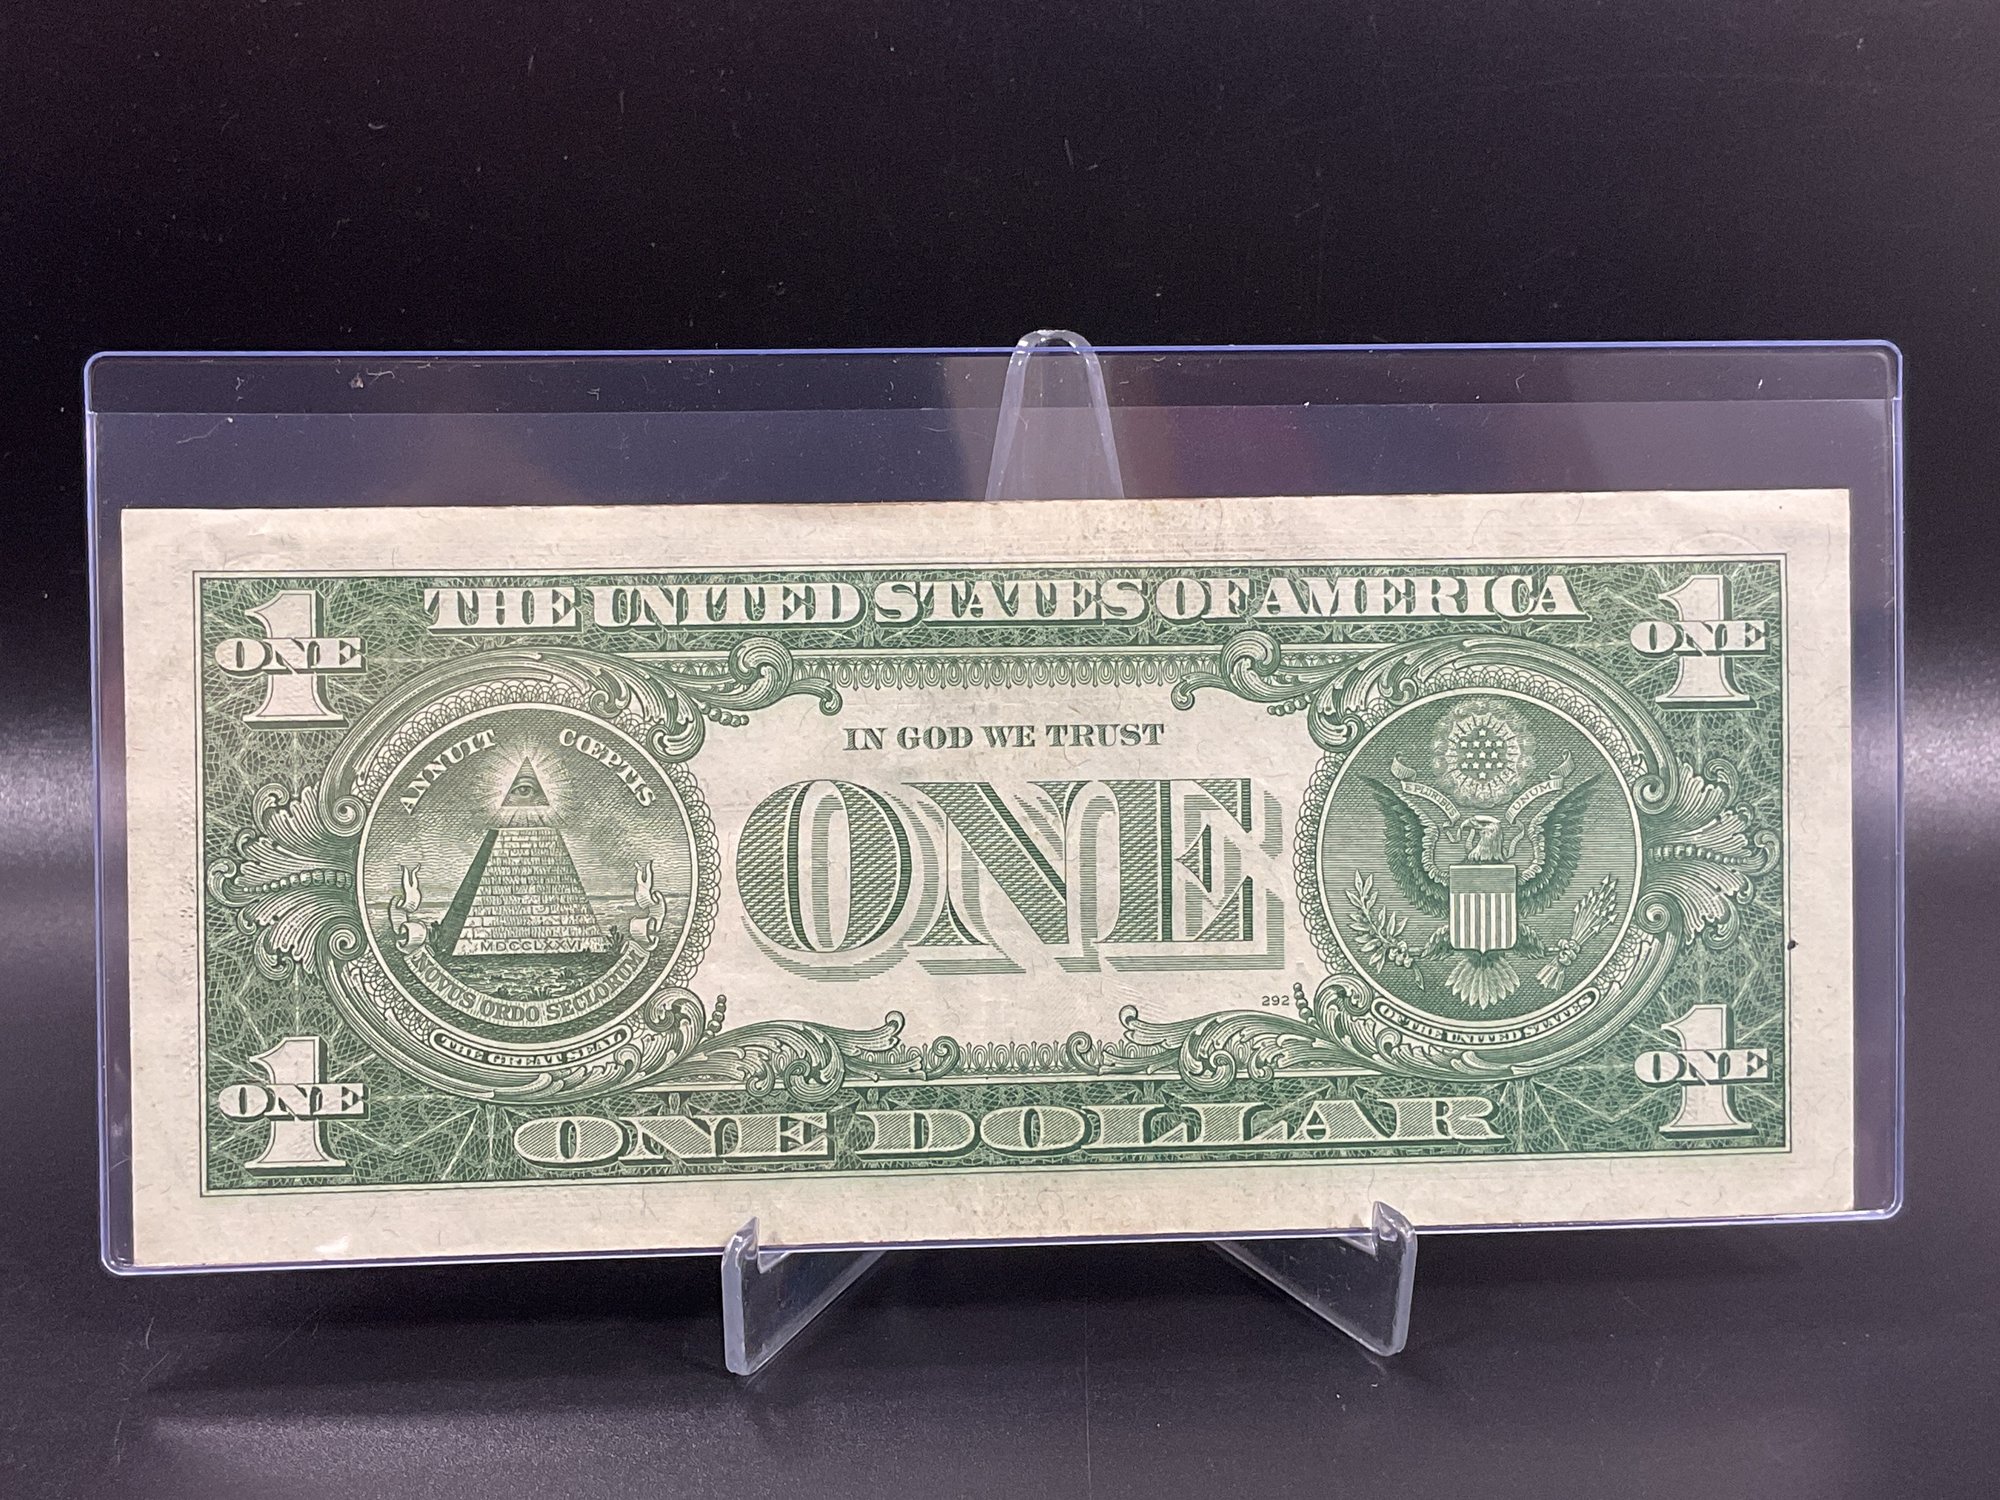 THE UNITED STATES OF AMERICA
1
ONE
1
ONE
ANNUIT CŒPTIS
MDCCLXXVI
NOVUS ORDO SECLORUM
THE GREAT SEAL
IN GOD WE TRUST
ONE
292
E PLURIBUS UNUM
OF THE UNITED STATES
1
ONE
1
ONE
ONE DOLLAR